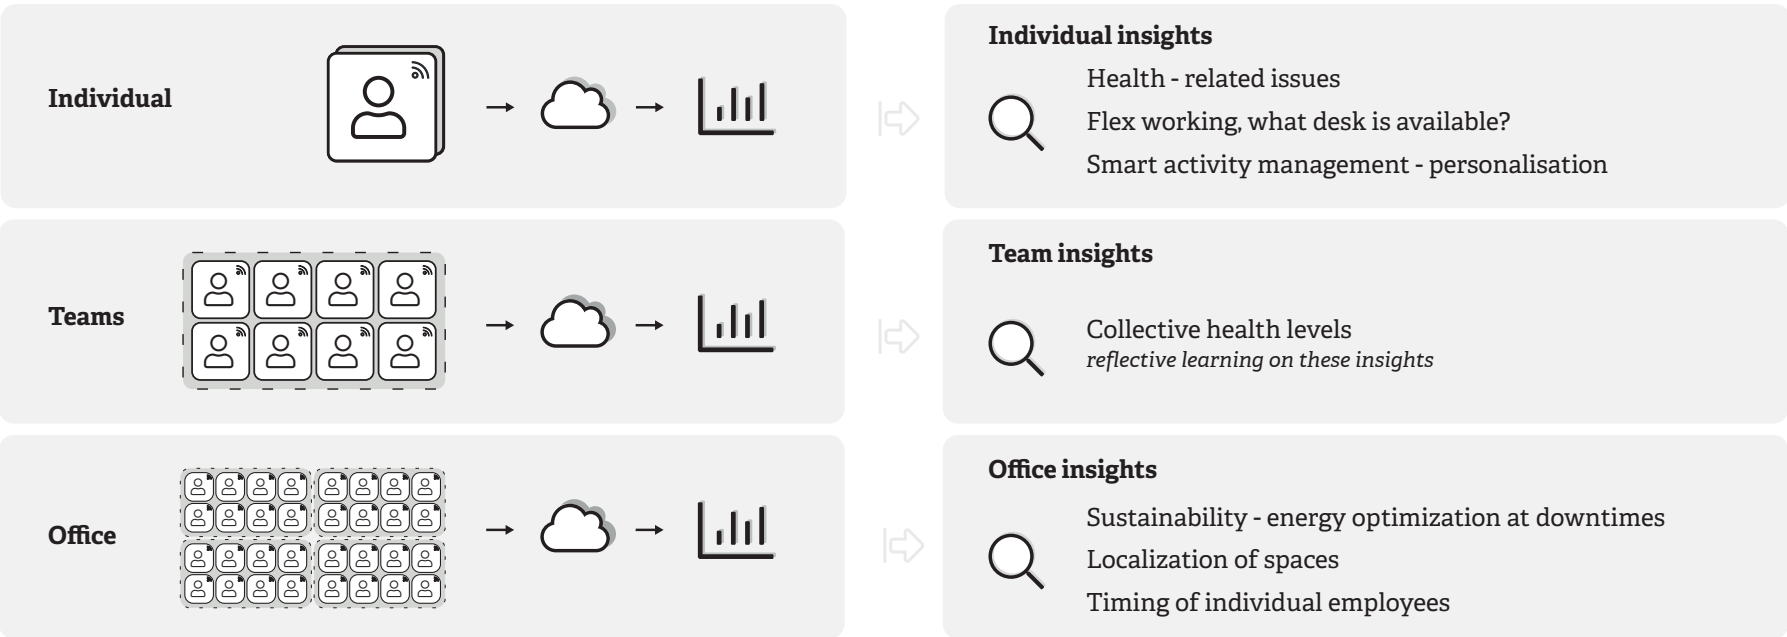 Individual
Individual insights
Health - related issues
Flex working, what desk is available?
Smart activity management - personalisation
Teams
Team insights
Collective health levels
reflective learning on these insights
Office
Office insights
Sustainability - energy optimization at downtimes
Localization of spaces
Timing of individual employees